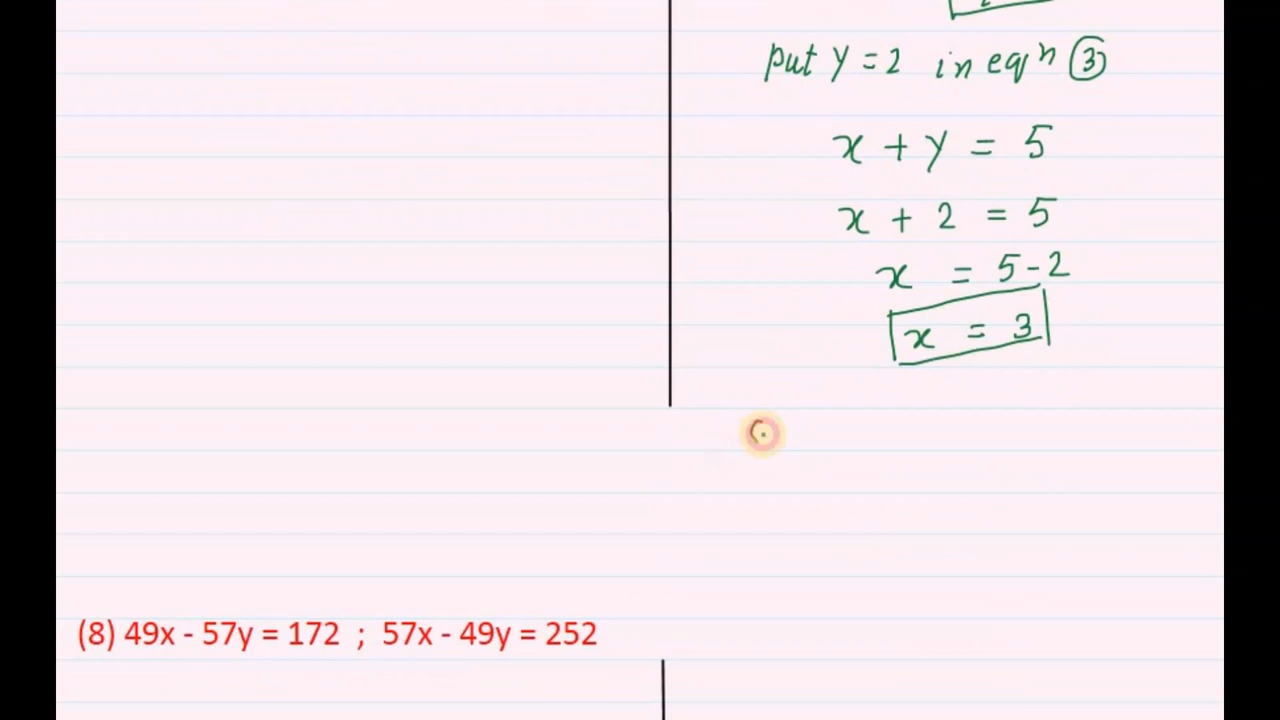 put y = 2 in eqn ③
x + y = 5
x + 2 = 5
x = 5 - 2
x = 3
(8) 49x - 57y = 172 ; 57x - 49y = 252